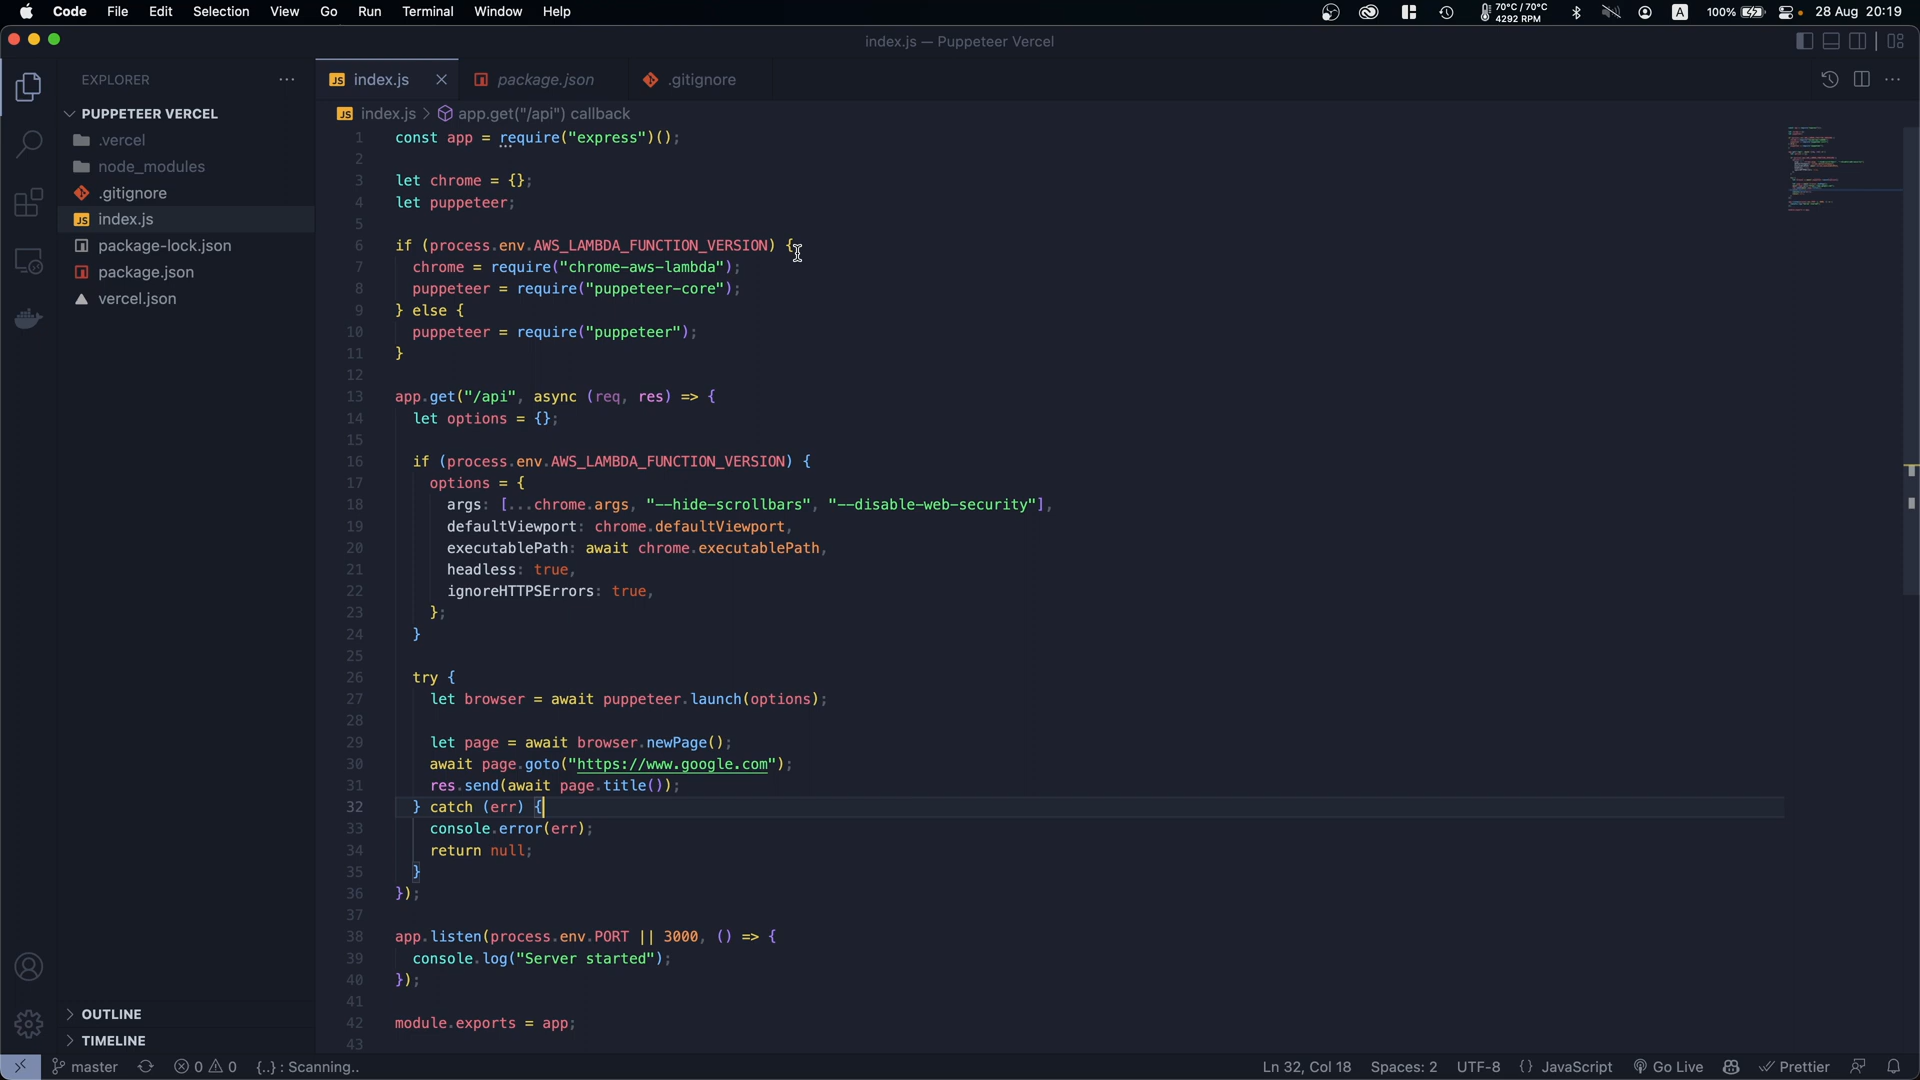 Code File Edit Selection View Go Run Terminal Window Help
70°C / 70°C
4292 RPM
A
100%
28 Aug 20:19
index.js — Puppeteer Vercel
EXPLORER
PUPPETEER VERCEL
.vercel
node_modules
.gitignore
JS index.js
package-lock.json
package.json
vercel.json
OUTLINE
TIMELINE
JS index.js
package.json
.gitignore
JS index.js > app.get("/api") callback
1 const app = require("express")();
2
3 let chrome = {};
4 let puppeteer;
5
6 if (process.env.AWS_LAMBDA_FUNCTION_VERSION) {
7 chrome = require("chrome-aws-lambda");
8 puppeteer = require("puppeteer-core");
9 } else {
10 puppeteer = require("puppeteer");
11 }
12
13 app.get("/api", async (req, res) => {
14 let options = {};
15
16 if (process.env.AWS_LAMBDA_FUNCTION_VERSION) {
17 options = {
18 args: [...chrome.args, "--hide-scrollbars", "--disable-web-security"],
19 defaultViewport: chrome.defaultViewport,
20 executablePath: await chrome.executablePath,
21 headless: true,
22 ignoreHTTPSErrors: true,
23 };
24 }
25
26 try {
27 let browser = await puppeteer.launch(options);
28
29 let page = await browser.newPage();
30 await page.goto("https://www.google.com");
31 res.send(await page.title());
32 } catch (err) {
33 console.error(err);
34 return null;
35 }
36 });
37
38 app.listen(process.env.PORT || 3000, () => {
39 console.log("Server started");
40 });
41
42 module.exports = app;
43
master
0 0
{..} : Scanning..
Ln 32, Col 18
Spaces: 2
UTF-8
{} JavaScript
Go Live
Prettier